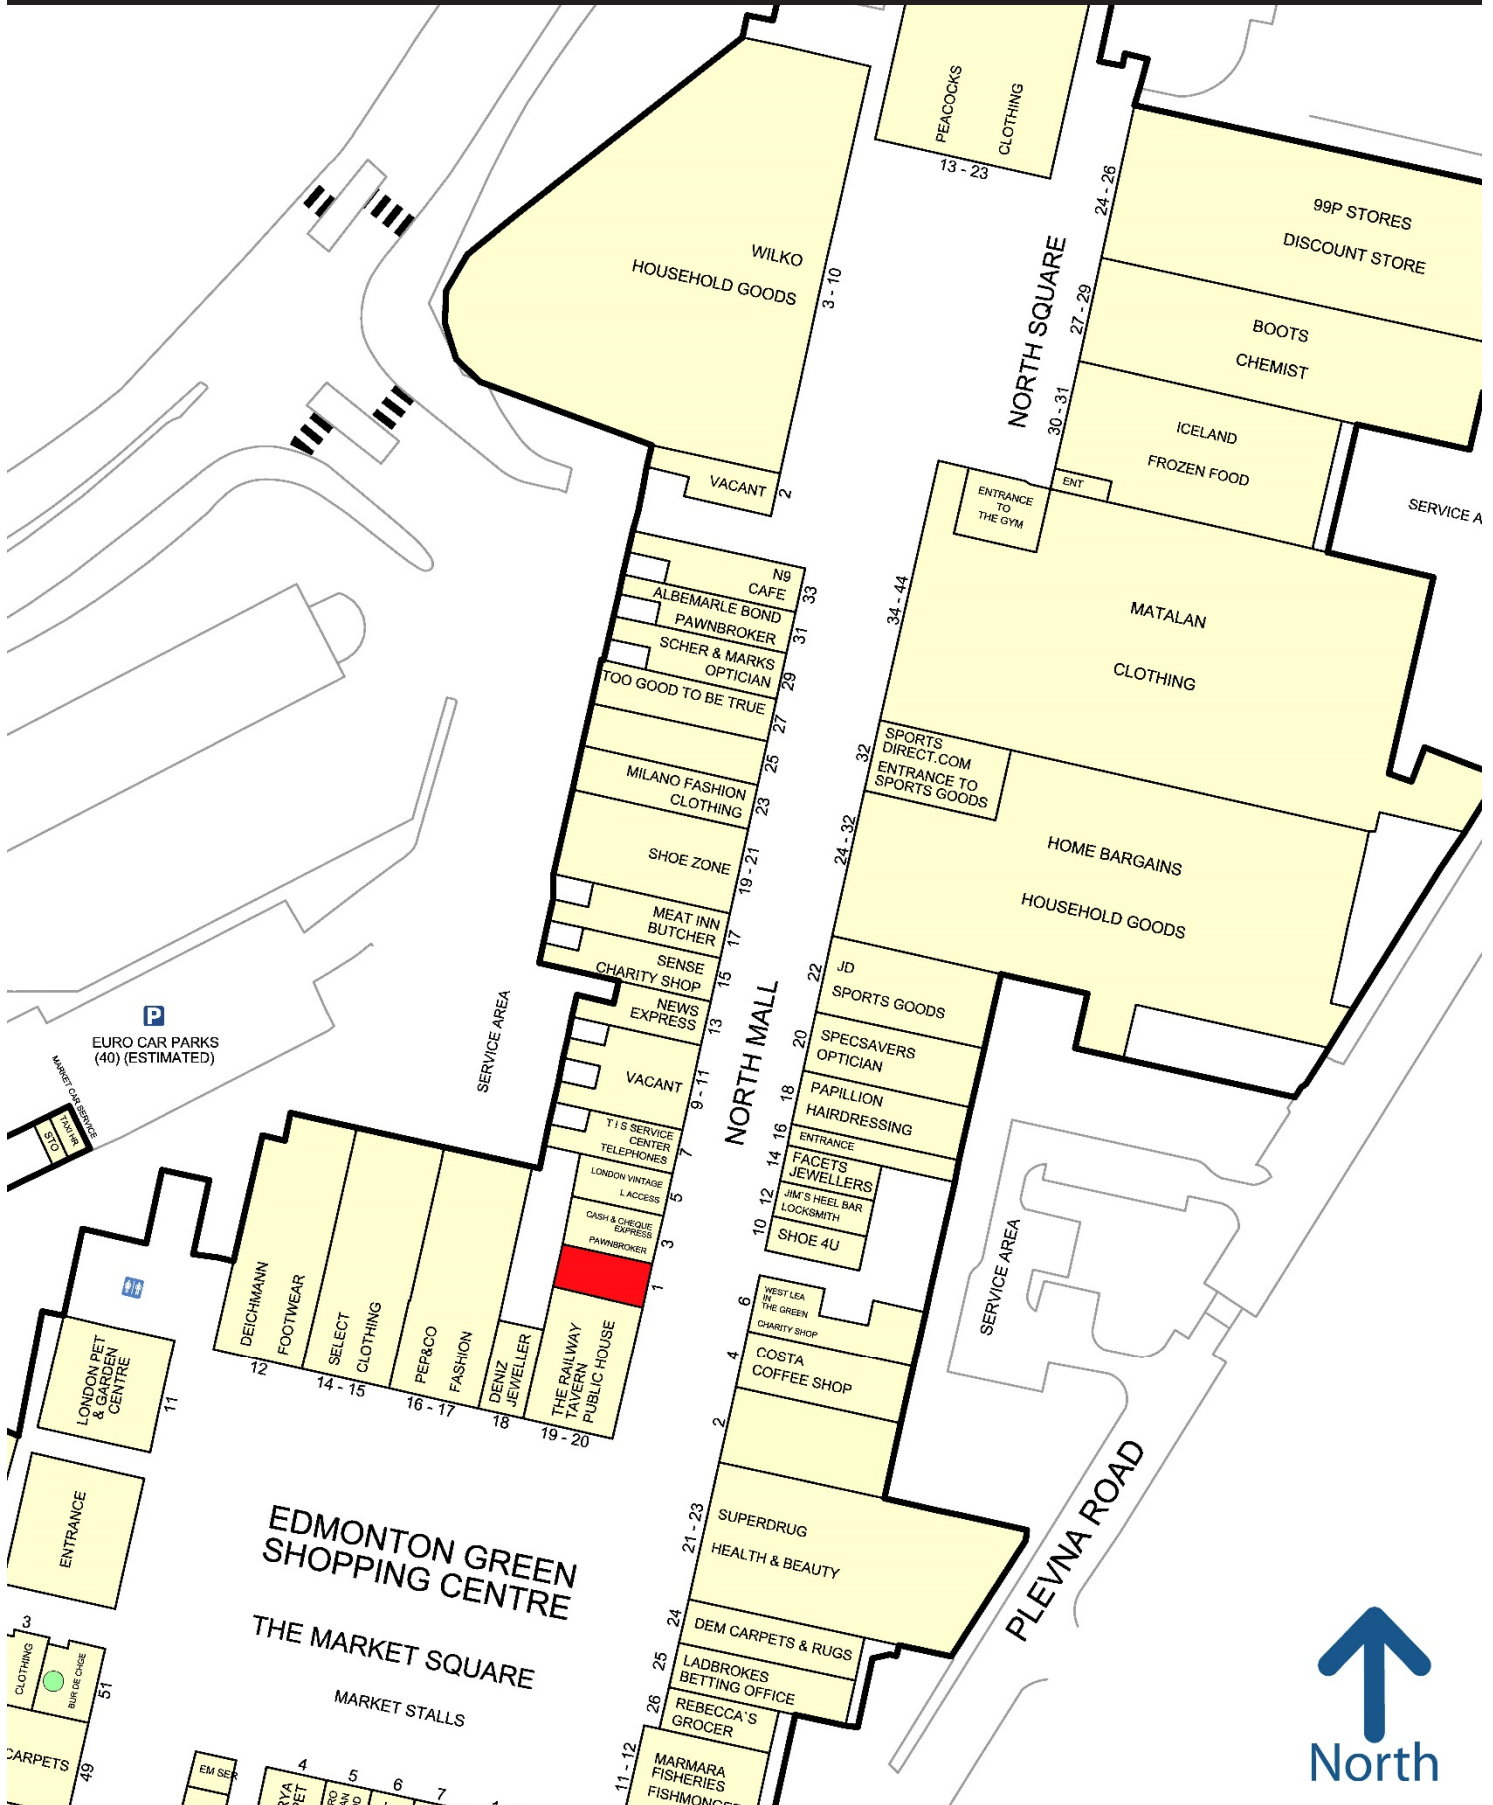 PEACOCKS
CLOTHING
13 - 23
24 - 26
99P STORES
DISCOUNT STORE
WILKO
HOUSEHOLD GOODS
3 - 10
NORTH SQUARE
27 - 29
BOOTS
CHEMIST
30 - 31
ICELAND
FROZEN FOOD
ENT
ENTRANCE
TO
THE GYM
SERVICE A
VACANT
2
N9
CAFE
33
ALBEMARLE BOND
PAWNBROKER
31
SCHER & MARKS
OPTICIAN
29
TOO GOOD TO BE TRUE
27
25
MILANO FASHION
CLOTHING
23
SHOE ZONE
19 - 21
MEAT INN
BUTCHER
17
SENSE
CHARITY SHOP
15
NEWS
EXPRESS
13
VACANT
9 - 11
T I S SERVICE
CENTER
TELEPHONES
7
LONDON VINTAGE
L ACCESS
5
CASH & CHEQUE
EXPRESS
PAWNBROKER
3
1
34 - 44
MATALAN
CLOTHING
32
SPORTS
DIRECT.COM
ENTRANCE TO
SPORTS GOODS
24 - 32
HOME BARGAINS
HOUSEHOLD GOODS
22
JD
SPORTS GOODS
20
SPECSAVERS
OPTICIAN
18
PAPILLION
HAIRDRESSING
16
ENTRANCE
14
FACETS
JEWELLERS
12
JIM`S HEEL BAR
LOCKSMITH
10
SHOE 4U
NORTH MALL
SERVICE AREA
P
EURO CAR PARKS
(40) (ESTIMATED)
MARKET CAR SERVICE
TAXI HR
STO
SERVICE AREA
6
WEST LEA
IN
THE GREEN
CHARITY SHOP
4
COSTA
COFFEE SHOP
2
DEICHMANN
FOOTWEAR
12
SELECT
CLOTHING
14 - 15
PEP&CO
FASHION
16 - 17
DENIZ
JEWELLER
18
THE RAILWAY
TAVERN
PUBLIC HOUSE
19 - 20
LONDON PET
& GARDEN
CENTRE
11
ENTRANCE
EDMONTON GREEN
SHOPPING CENTRE
THE MARKET SQUARE
MARKET STALLS
21 - 23
SUPERDRUG
HEALTH & BEAUTY
PLEVNA ROAD
24
DEM CARPETS & RUGS
25
LADBROKES
BETTING OFFICE
26
REBECCA`S
GROCER
11 - 12
MARMARA
FISHERIES
FISHMONGE
3
CLOTHING
BUR DE CHGE
51
CARPETS
49
EM SER
4
5
6
7
North